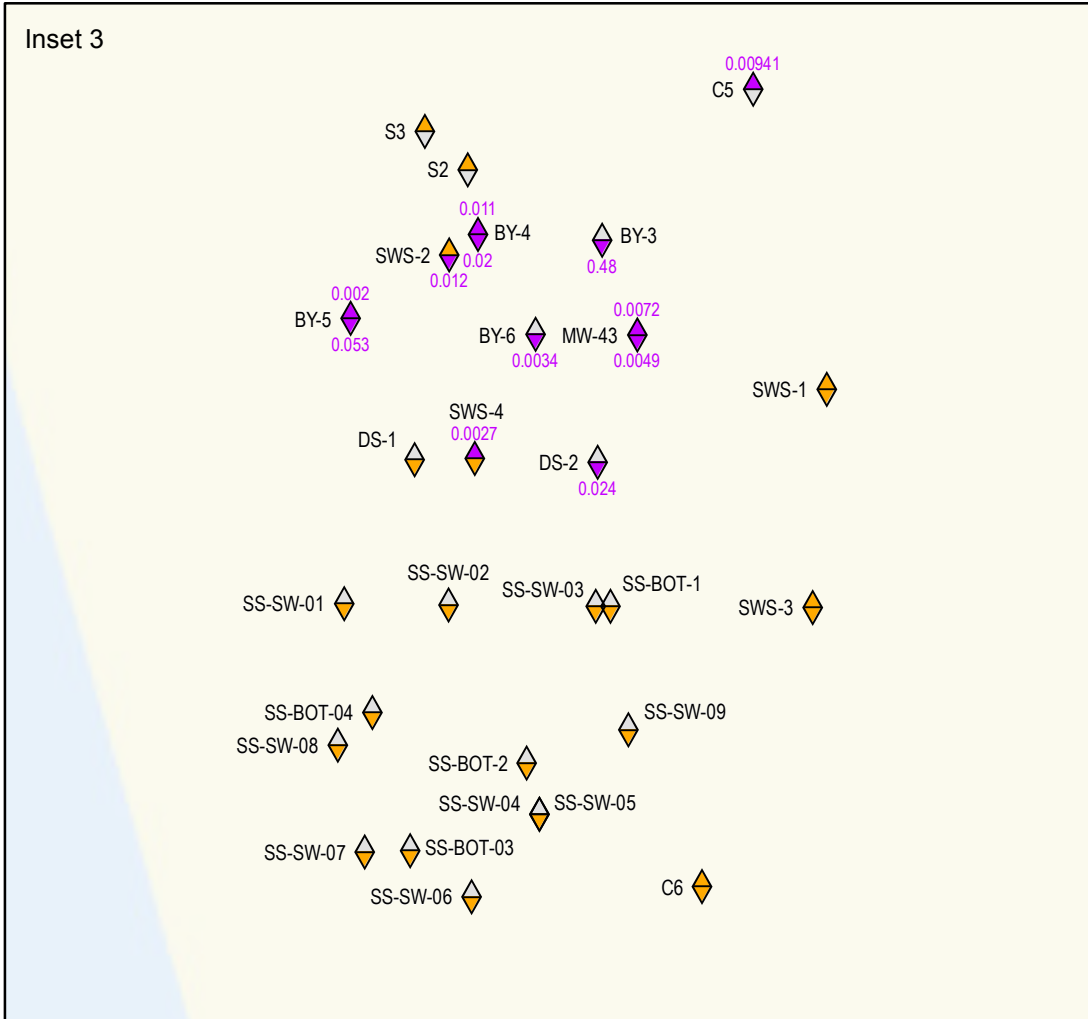 Inset 3
0.00941
C5
S3
S2
0.011
BY-4
BY-3
SWS-2
0.02
0.48
0.012
0.002
BY-5
0.053
0.0072
BY-6
MW-43
0.0034
0.0049
SWS-1
SWS-4
0.0027
DS-1
DS-2
0.024
SS-SW-02
SS-SW-01
SS-SW-03
SS-BOT-1
SWS-3
SS-BOT-04
SS-SW-09
SS-SW-08
SS-BOT-2
SS-SW-04
SS-SW-05
SS-SW-07
SS-BOT-03
SS-SW-06
C6